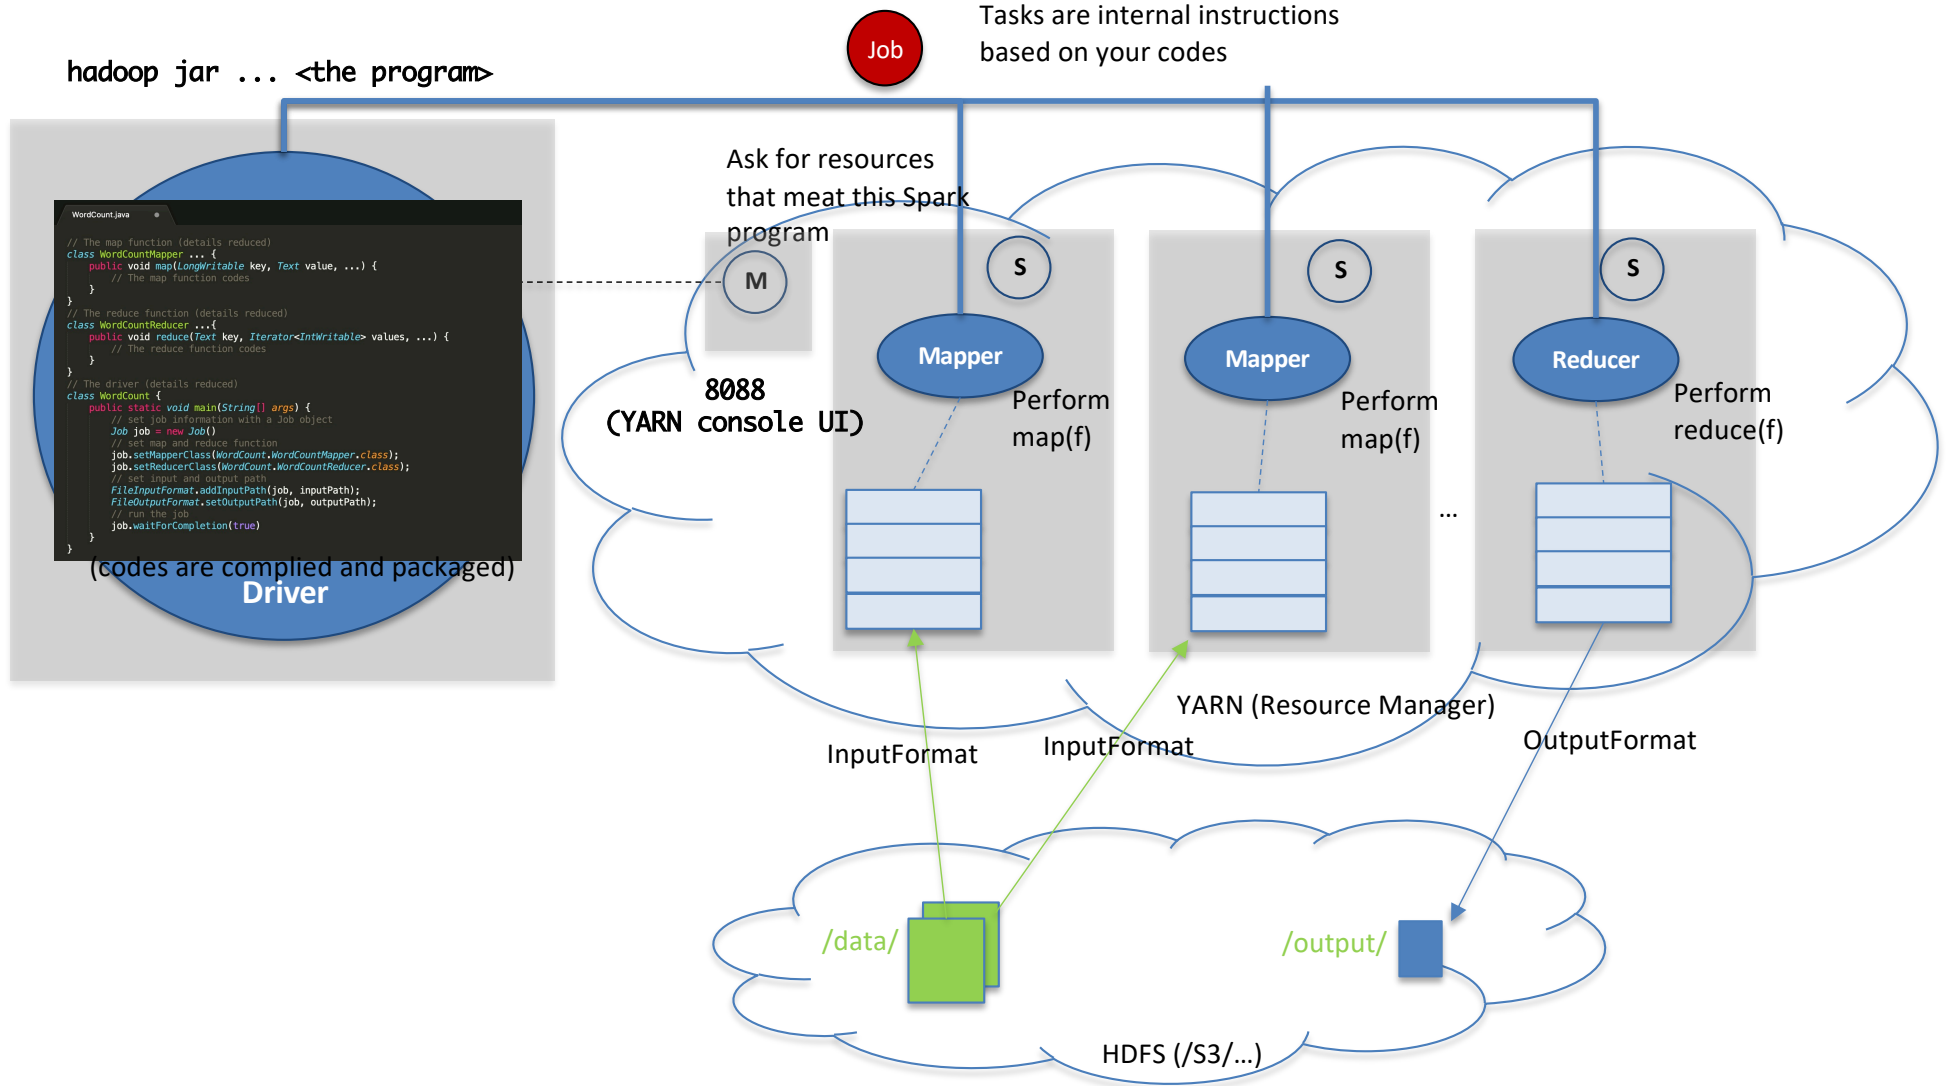 Job
Tasks are internal instructions
based on your codes
hadoop jar ... <the program>
WordCount.java
// The map function (details reduced)
class WordCountMapper ... {
public void map(LongWritable key, Text value, ...) {
// The map function codes
}
}
// The reduce function (details reduced)
class WordCountReducer ...{
public void reduce(Text key, Iterator<IntWritable> values, ...) {
// The reduce function codes
}
}
// The driver (details reduced)
class WordCount {
public static void main(String[] args) {
// set job information with a Job object
Job job = new Job()
// set map and reduce function
job.setMapperClass(WordCount.WordCountMapper.class);
job.setReducerClass(WordCount.WordCountReducer.class);
// set input and output path
FileInputFormat.addInputPath(job, inputPath);
FileOutputFormat.setOutputPath(job, outputPath);
// run the job
job.waitForCompletion(true)
}
}
(codes are complied and packaged)
Driver
Ask for resources
that meat this Spark
program
M
8088
(YARN console UI)
S
Mapper
Perform
map(f)
S
Mapper
Perform
map(f)
...
S
Reducer
Perform
reduce(f)
YARN (Resource Manager)
InputFormat
InputFormat
OutputFormat
/data/
/output/
HDFS (/S3/...)